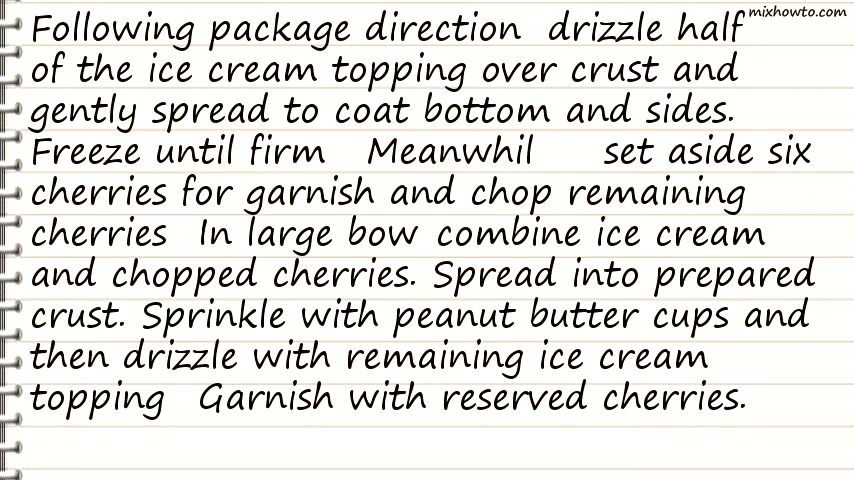 mixhowto.com
Following package direction drizzle half
of the ice cream topping over crust and
gently spread to coat bottom and sides.
Freeze until firm Meanwhil set aside six
cherries for garnish and chop remaining
cherries In large bow combine ice cream
and chopped cherries. Spread into prepared
crust. Sprinkle with peanut butter cups and
then drizzle with remaining ice cream
topping Garnish with reserved cherries.